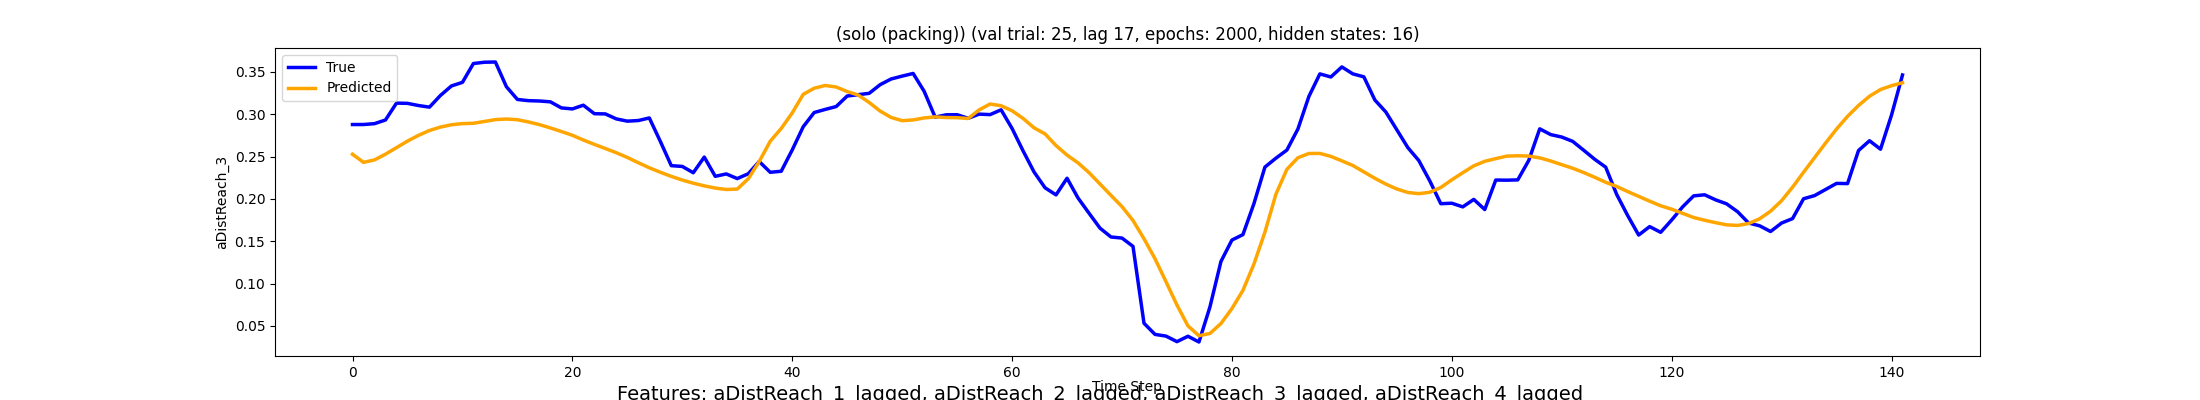 (solo (packing)) (val trial: 25, lag 17, epochs: 2000, hidden states: 16)
True
Predicted
aDistReach_3
0.35
0.30
0.25
0.20
0.15
0.10
0.05
0 20 40 60 80 100 120 140
Time Step
Features: aDistReach_1_lagged, aDistReach_2_lagged, aDistReach_3_lagged, aDistReach_4_lagged